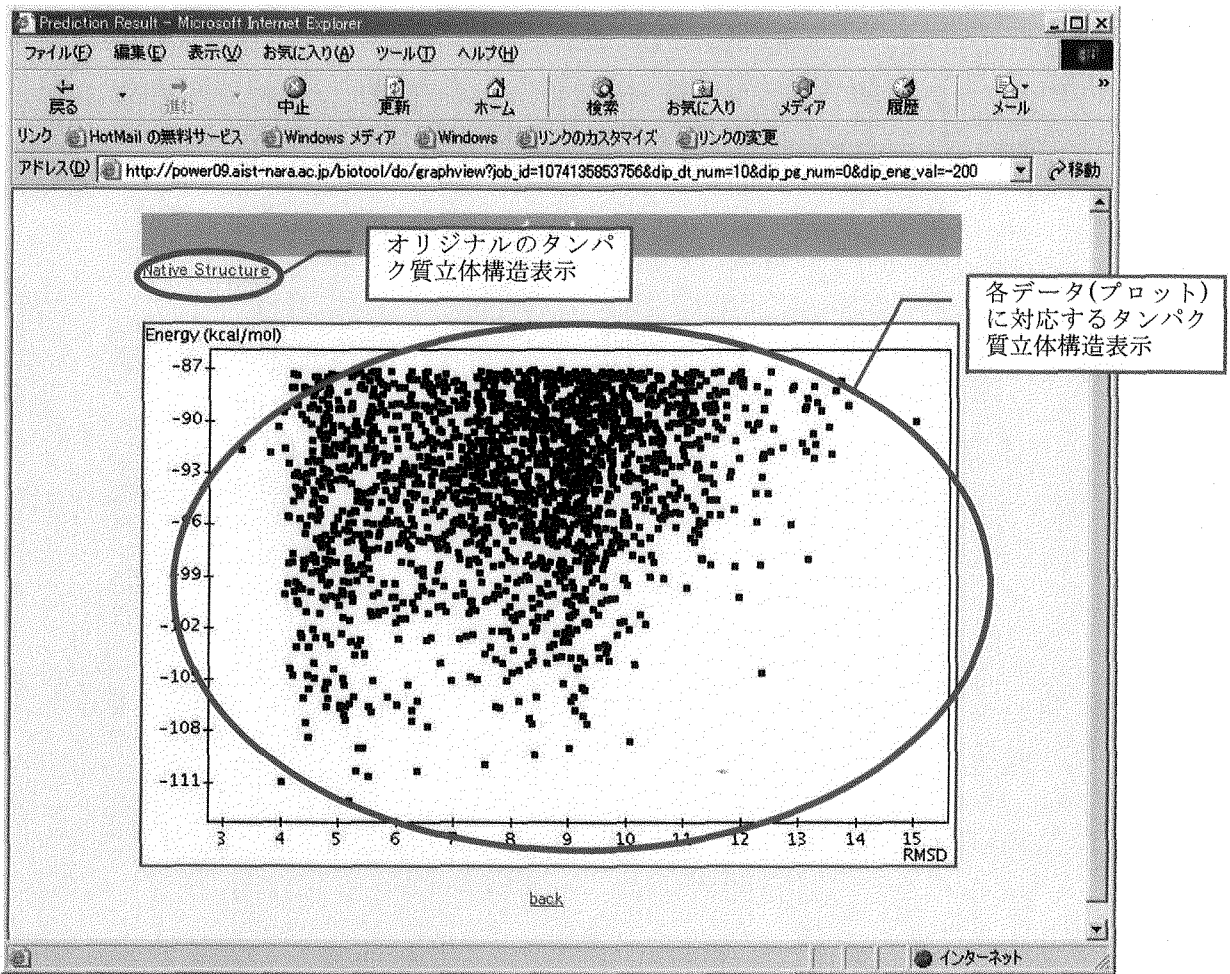 Prediction Result - Microsoft Internet Explorer
ファイル(F) 編集(E) 表示(V) お気に入り(A) ツール(T) ヘルプ(H)
戻る 進む 中止 更新 ホーム 検索 お気に入り メディア 履歴 メール »
リンク HotMail の無料サービス Windows メディア Windows リンクのカスタマイズ リンクの変更
アドレス(D) http://power09.aist-nara.ac.jp/biotool/do/graphview?job_id=1074135853756&dip_dt_num=10&dip_pg_num=0&dip_eng_val=-200 移動
オリジナルのタンパ
ク質立体構造表示
Native Structure
各データ(プロット)
に対応するタンパク
質立体構造表示
Energy (kcal/mol)
-87
-90
-93
-96
-99
-102
-105
-108
-111
3 4 5 6 7 8 9 10 11 12 13 14 15
RMSD
back
インターネット